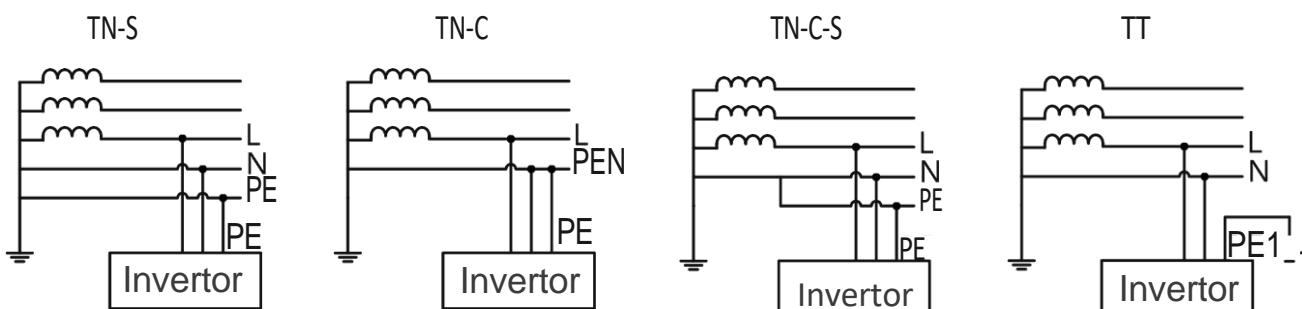 TN-S
L
N
PE
PE
Invertor
TN-C
L
PEN
PE
Invertor
TN-C-S
L
N
PE
PE
Invertor
TT
L
N
PE1
Invertor